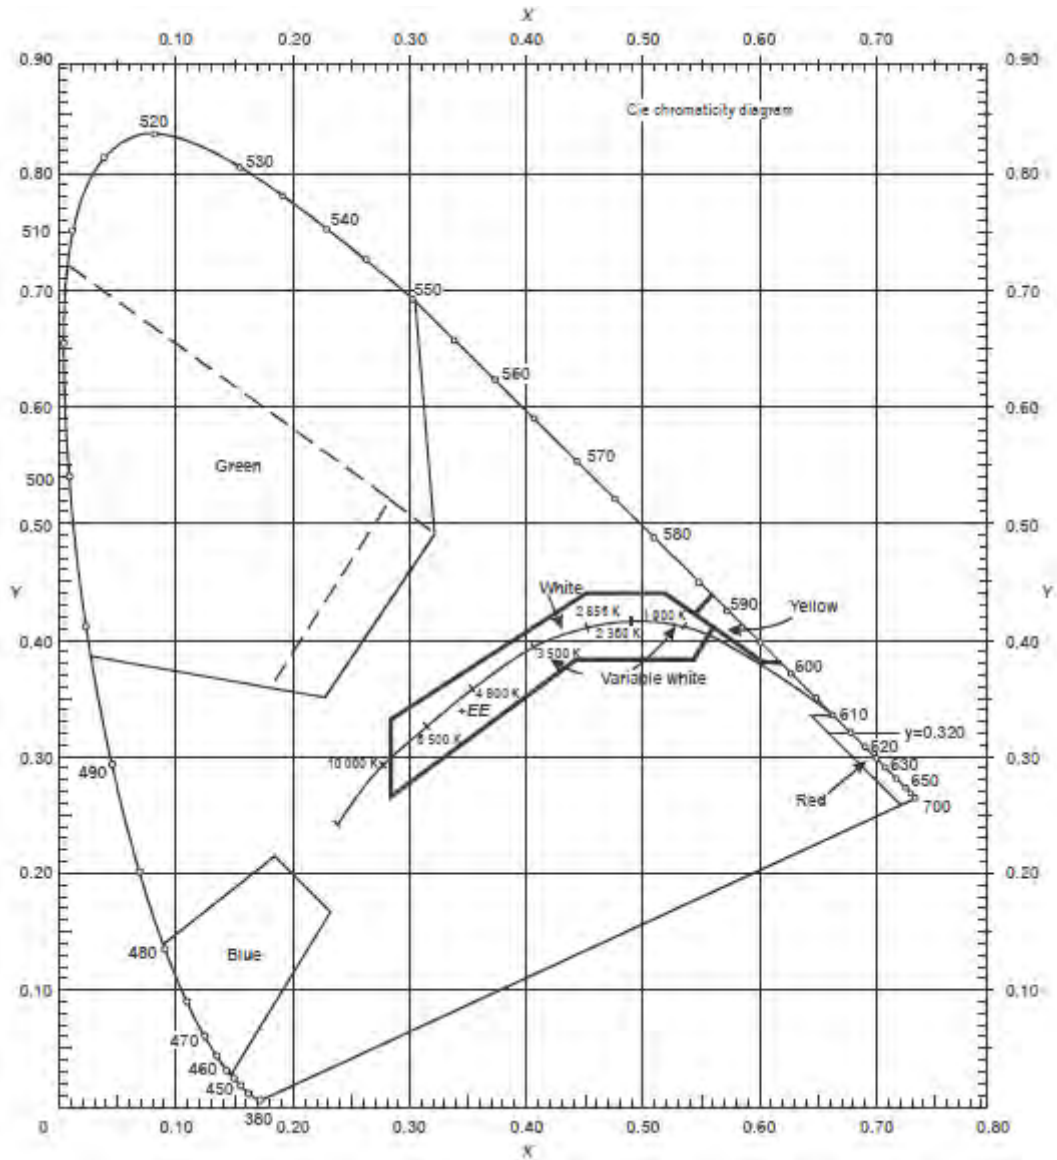 X
0.10 0.20 0.30 0.40 0.50 0.60 0.70
0.90 0.90
Cie chromaticity diagram
520
530
0.80 0.80
540
510
0.70 550 0.70
560
0.60 0.60
570
Green
500
0.50 580 0.50
White
2 856 K 1 900 K 590 Yellow
Y Y
0.40 2 360 K 0.40
3 500 K 600
Variable white
4 800 K
+EE
610
6 500 K y=0.320
620
0.30 10 000 K 630 0.30
490 650
Red 700
0.20 0.20
480 Blue
0.10 0.10
470
460
450
380
0 0.10 0.20 0.30 0.40 0.50 0.60 0.70 0.80
X